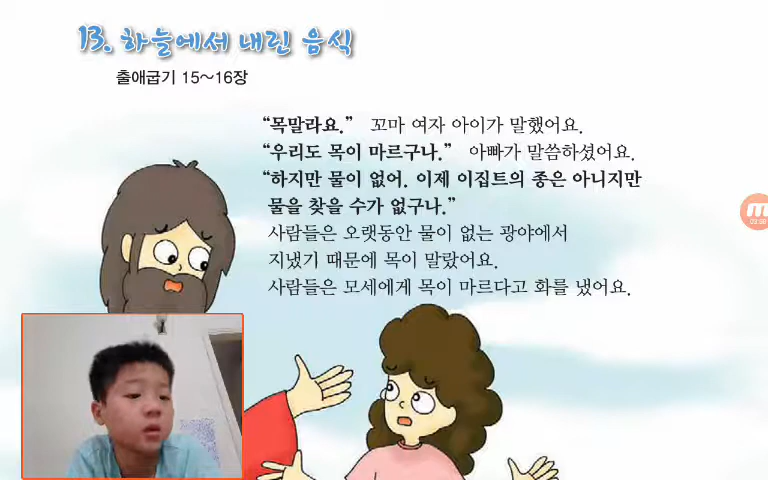 13. 하늘에서 내린 음식
출애굽기 15~16장
“목말라요.” 꼬마 여자 아이가 말했어요.
“우리도 목이 마르구나.” 아빠가 말씀하셨어요.
“하지만 물이 없어. 이제 이집트의 종은 아니지만
물을 찾을 수가 없구나.”
사람들은 오랫동안 물이 없는 광야에서
지냈기 때문에 목이 말랐어요.
사람들은 모세에게 목이 마르다고 화를 냈어요.